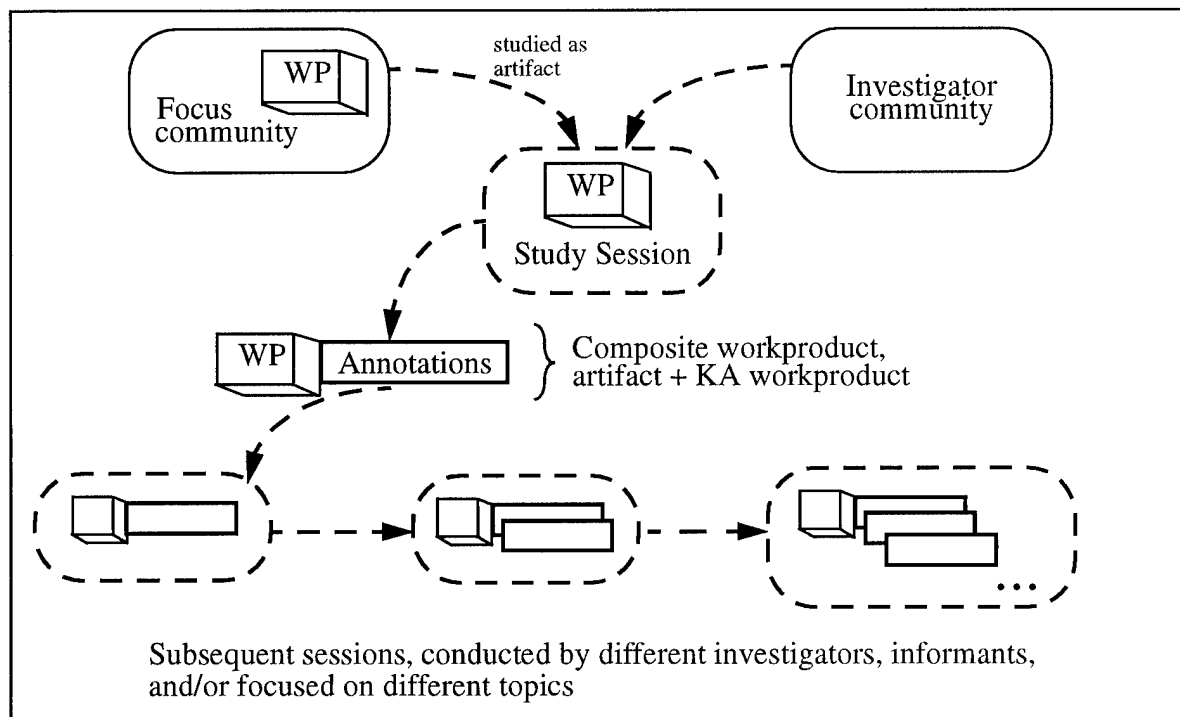 WP
Focus
community
studied as
artifact
Investigator
community
WP
Study Session
WP
Annotations
Composite workproduct,
artifact + KA workproduct
...
Subsequent sessions, conducted by different investigators, informants,
and/or focused on different topics